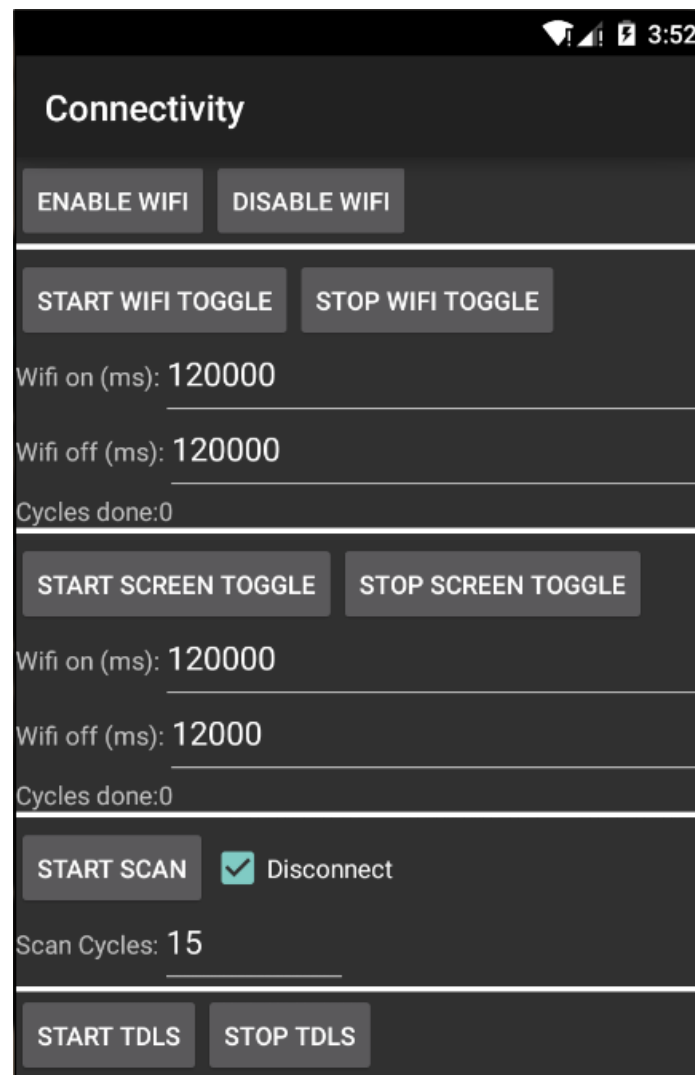 3:52
Connectivity
ENABLE WIFI DISABLE WIFI
START WIFI TOGGLE STOP WIFI TOGGLE
Wifi on (ms): 120000
Wifi off (ms): 120000
Cycles done:0
START SCREEN TOGGLE STOP SCREEN TOGGLE
Wifi on (ms): 120000
Wifi off (ms): 12000
Cycles done:0
START SCAN Disconnect
Scan Cycles: 15
START TDLS STOP TDLS